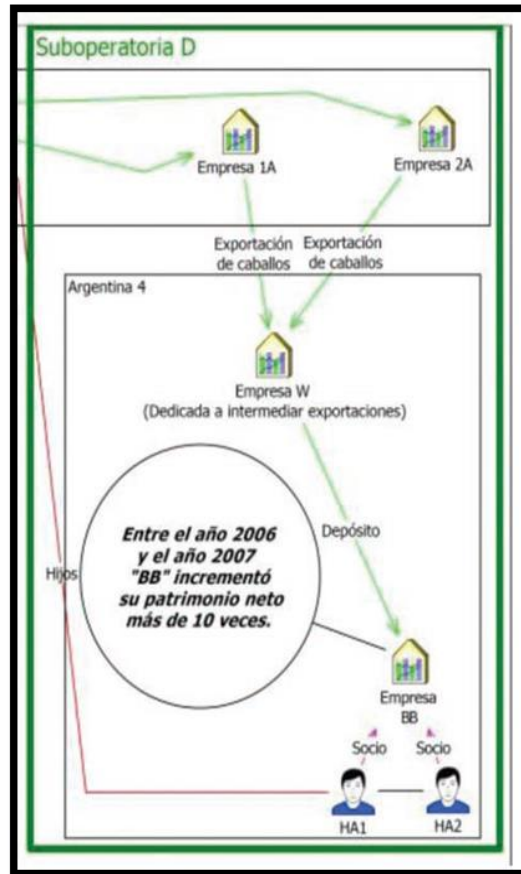 Suboperatoria D
Empresa 1A
Empresa 2A
Exportación
de caballos
Exportación
de caballos
Argentina 4
Empresa W
(Dedicada a intermediar exportaciones)
Depósito
Entre el año 2006
y el año 2007
"BB" incrementó
su patrimonio neto
más de 10 veces.
Hijos
Empresa
BB
Socio
Socio
HA1
HA2